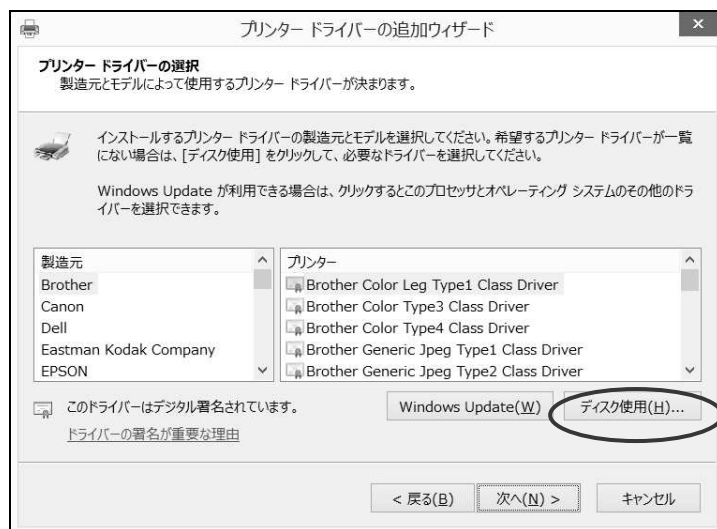 プリンター ドライバーの追加ウィザード
x
プリンター ドライバーの選択
製造元とモデルによって使用するプリンター ドライバーが決まります。
インストールするプリンター ドライバーの製造元とモデルを選択してください。希望するプリンター ドライバーが一覧
にない場合は、[ディスク使用] をクリックして、必要なドライバーを選択してください。
Windows Update が利用できる場合は、クリックするとこのプロセッサとオペレーティング システムのその他のドラ
イバーを選択できます。
製造元
Brother
Canon
Dell
Eastman Kodak Company
EPSON
プリンター
Brother Color Leg Type1 Class Driver
Brother Color Type3 Class Driver
Brother Color Type4 Class Driver
Brother Generic Jpeg Type1 Class Driver
Brother Generic Jpeg Type2 Class Driver
このドライバーはデジタル署名されています。
ドライバーの署名が重要な理由
Windows Update(W)
ディスク使用(H)...
< 戻る(B)
次へ(N) >
キャンセル